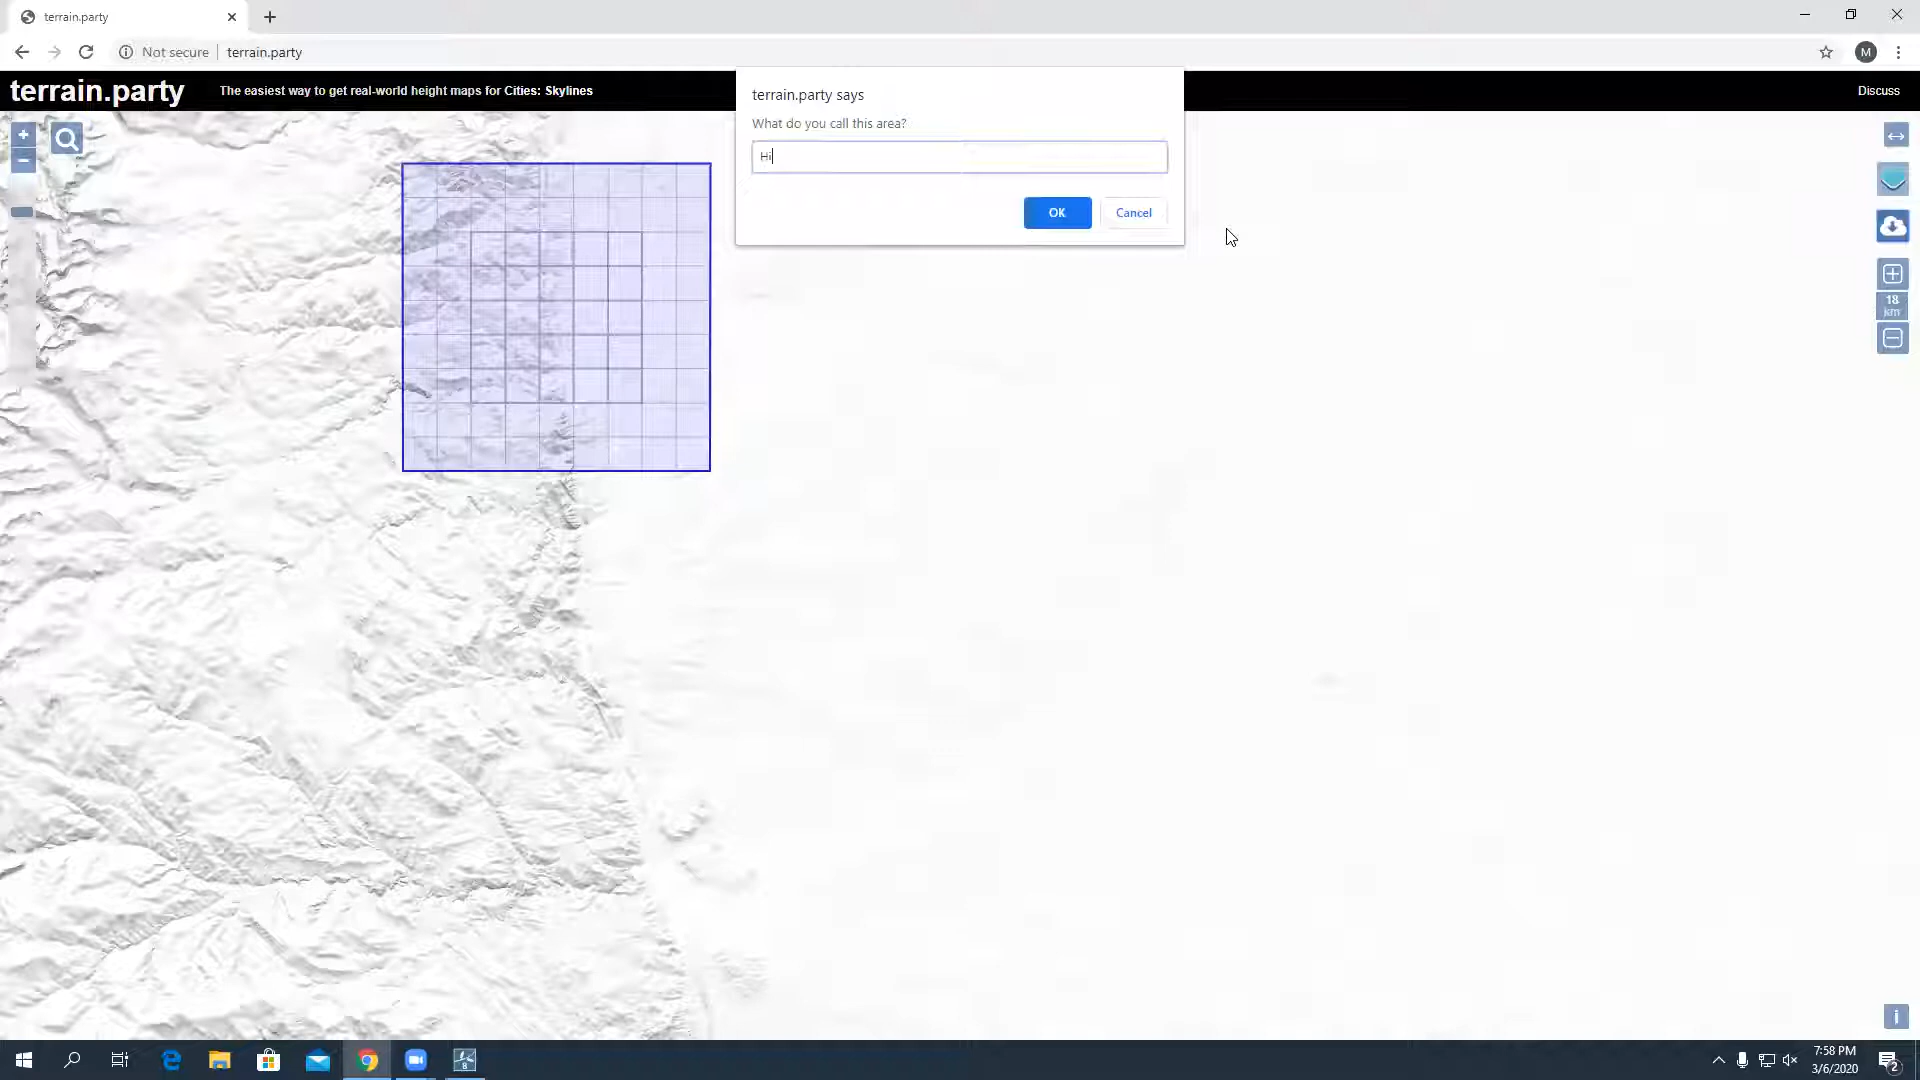 terrain.party
Not secure
terrain.party
terrain.party
The easiest way to get real-world height maps for Cities: Skylines
Discuss
terrain.party says
What do you call this area?
Hi
OK
Cancel
18
km
7:58 PM
3/6/2020